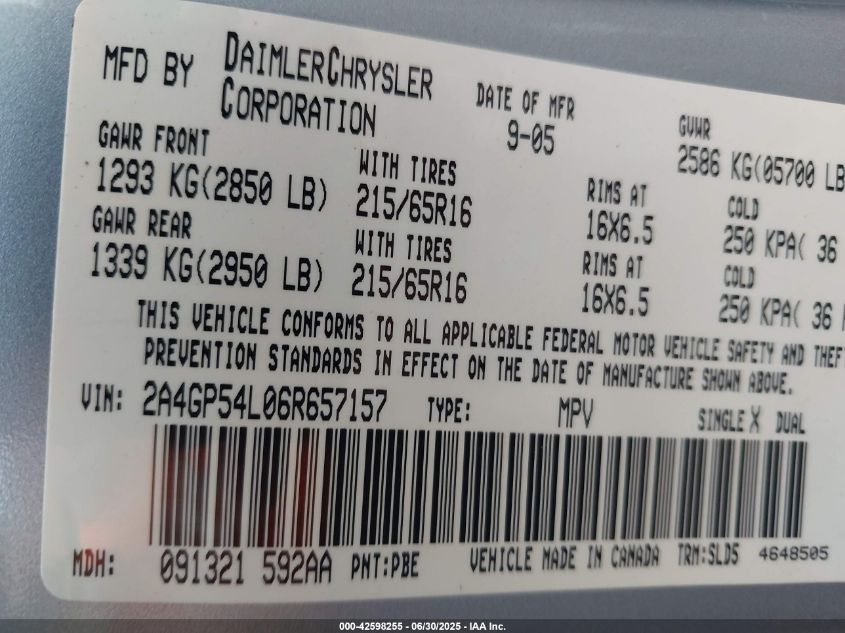 MFD BY DAIMLERCHRYSLER CORPORATION
DATE OF MFR 9-05
GVWR 2586 KG(05700 LB
GAWR FRONT
1293 KG(2850 LB)
WITH TIRES
215/65R16
RIMS AT
16X6.5
COLD
250 KPA( 36
GAWR REAR
1339 KG(2950 LB)
WITH TIRES
215/65R16
RIMS AT
16X6.5
COLD
250 KPA( 36
THIS VEHICLE CONFORMS TO ALL APPLICABLE FEDERAL MOTOR VEHICLE SAFETY AND THEFT
PREVENTION STANDARDS IN EFFECT ON THE DATE OF MANUFACTURE SHOWN ABOVE.
VIN: 2A4GP54L06R657157 TYPE: MPV SINGLE X DUAL
MDH: 091321 592AA PNT:PBE VEHICLE MADE IN CANADA TRM:SLD5 4648505
000-42598255 - 06/30/2025 - IAA Inc.